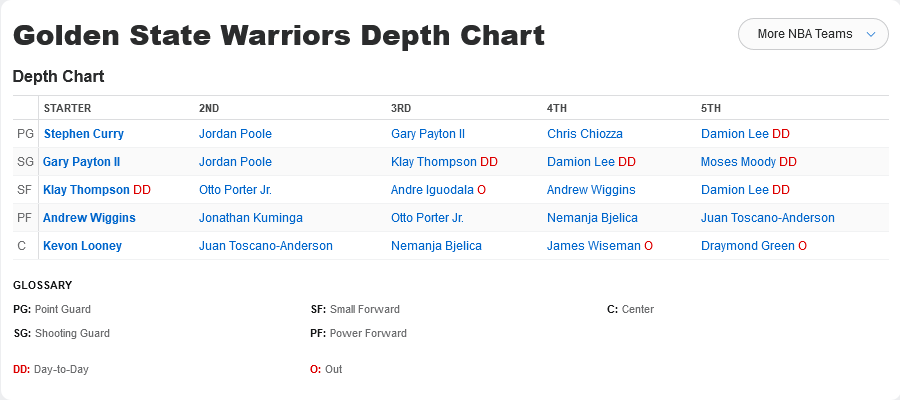 Golden State Warriors Depth Chart
More NBA Teams
Depth Chart
STARTER 2ND 3RD 4TH 5TH
PG Stephen Curry Jordan Poole Gary Payton II Chris Chiozza Damion Lee DD
SG Gary Payton II Jordan Poole Klay Thompson DD Damion Lee DD Moses Moody DD
SF Klay Thompson DD Otto Porter Jr. Andre Iguodala O Andrew Wiggins Damion Lee DD
PF Andrew Wiggins Jonathan Kuminga Otto Porter Jr. Nemanja Bjelica Juan Toscano-Anderson
C Kevon Looney Juan Toscano-Anderson Nemanja Bjelica James Wiseman O Draymond Green O
GLOSSARY
PG: Point Guard SF: Small Forward C: Center
SG: Shooting Guard PF: Power Forward
DD: Day-to-Day O: Out